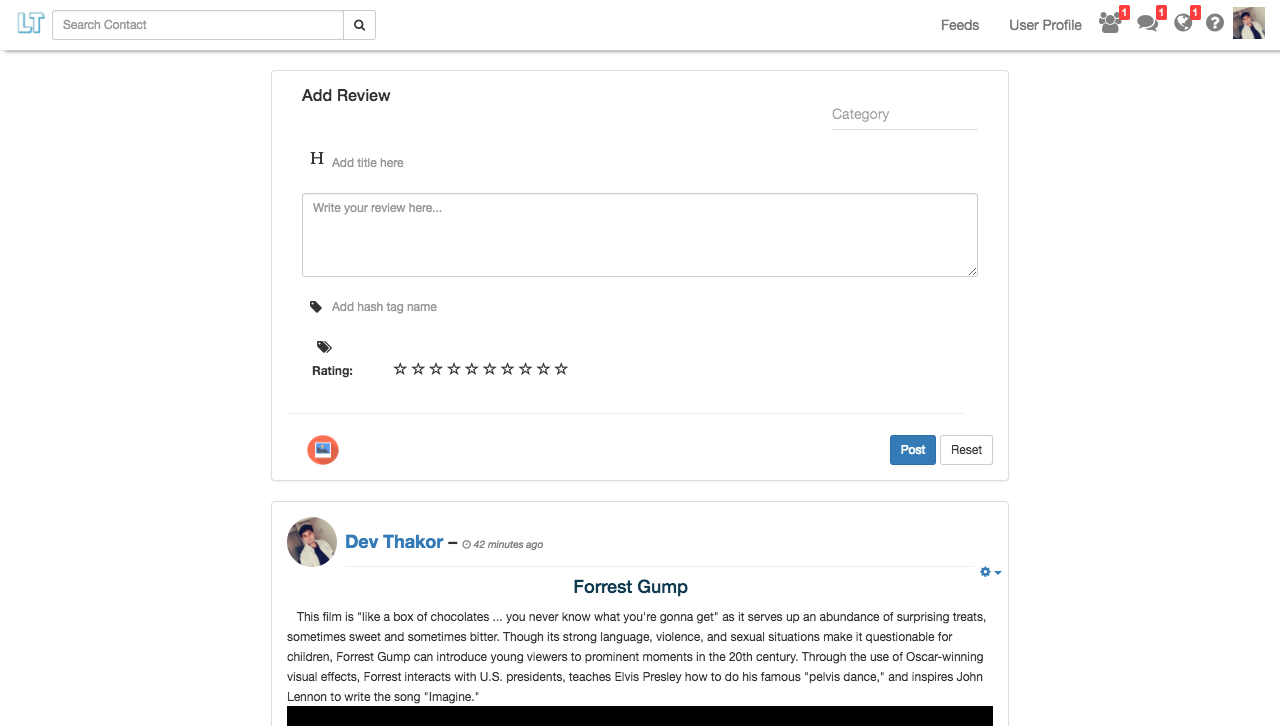 LT
Search Contact
Feeds
User Profile
1
1
1
Add Review
Category
H Add title here
Write your review here...
Add hash tag name
Rating:
Post
Reset
Dev Thakor – 42 minutes ago
Forrest Gump
This film is "like a box of chocolates ... you never know what you're gonna get" as it serves up an abundance of surprising treats,
sometimes sweet and sometimes bitter. Though its strong language, violence, and sexual situations make it questionable for
children, Forrest Gump can introduce young viewers to prominent moments in the 20th century. Through the use of Oscar-winning
visual effects, Forrest interacts with U.S. presidents, teaches Elvis Presley how to do his famous "pelvis dance," and inspires John
Lennon to write the song "Imagine."